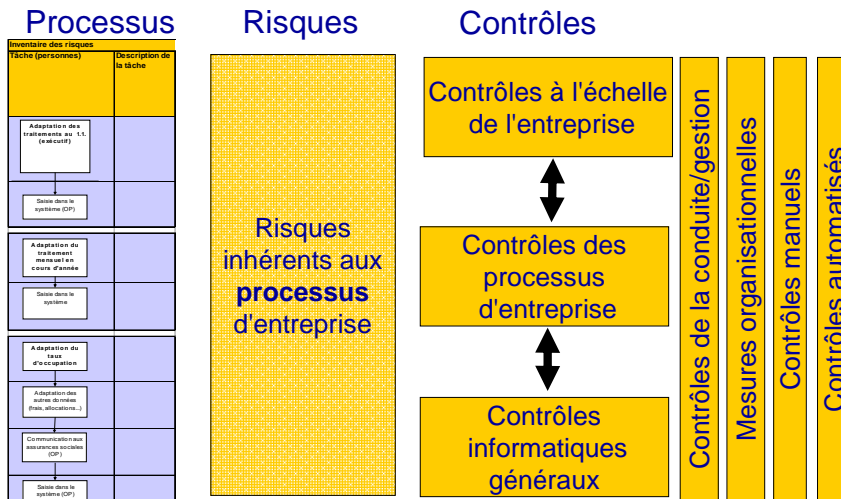 Processus
Risques
Contrôles
Inventaire des risques
Tâche (personnes)
Description de
la tâche
Adaptation des
traitements au 1.1.
(exécutif)
Saisie dans le
système (OP)
Adaptation du
traitement
mensuel en
cours d'année
Saisie dans le
système
Adaptation du
taux
d'occupation
Adaptation des
autres données
(frais, allocations...)
Communication aux
assurances sociales
(OP)
Saisie dans le
système (OP)
Risques
inhérents aux
processus
d'entreprise
Contrôles à l'échelle
de l'entreprise
Contrôles des
processus
d'entreprise
Contrôles
informatiques
généraux
Contrôles de la conduite/gestion
Mesures organisationnelles
Contrôles manuels
Contrôles automatisés